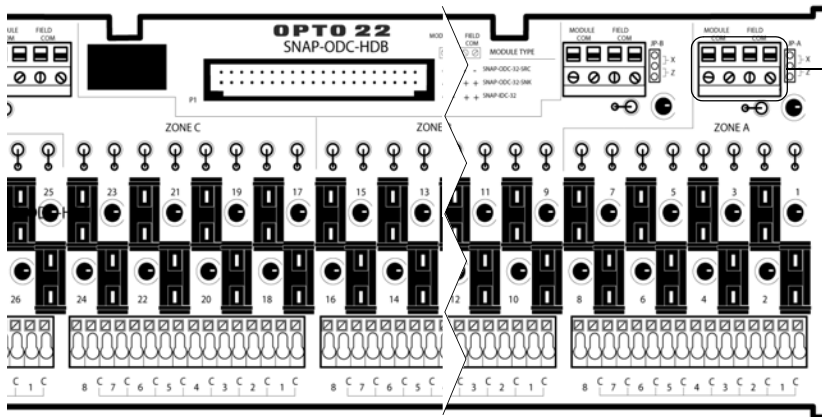 OPTO 22
SNAP-ODC-HDB
COM COM
MODULE FIELD
COM COM
MODULE FIELD
COM COM
FIELD
COM
MODULE TYPE
- SNAP-ODC-32-SRC
+ + SNAP-ODC-32-SNK
+ + SNAP-IDC-32
JP-B
X
Z
JP-A
X
Z
P1
ZONE C
ZONE
ZONE A
25 23 21 19 17 15 13 11 9 7 5 3 1
26 24 22 20 18 16 14 12 10 8 6 4 2
C 1 C
8 C 7 C 6 C 5 C 4 C 3 C 2 C 1 C
8 C 7 C 6 C 5 C
C 3 C 2 C 1 C
8 C 7 C 6 C 5 C 4 C 3 C 2 C 1 C